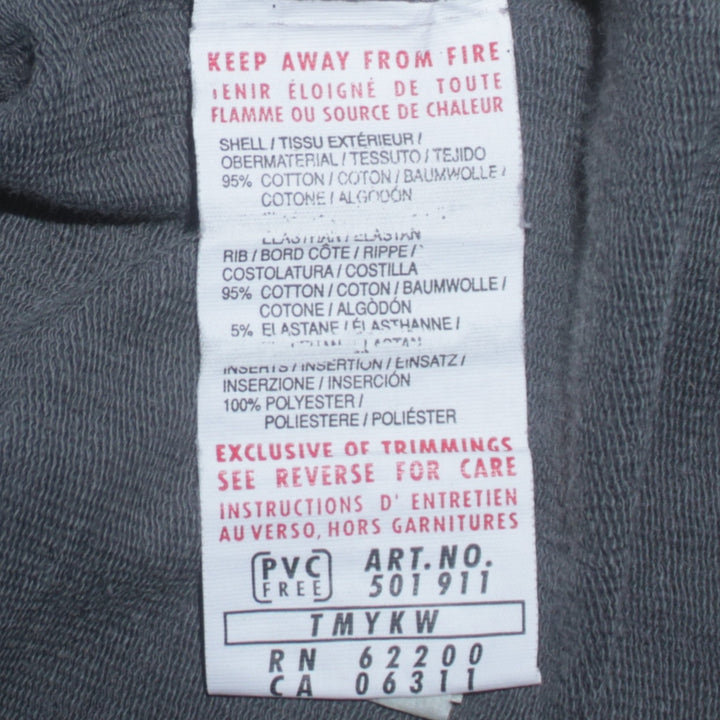 KEEP AWAY FROM FIRE
TENIR ÉLOIGNÉ DE TOUTE
FLAMME OU SOURCE DE CHALEUR
SHELL / TISSU EXTÉRIEUR /
OBERMATERIAL / TESSUTO / TEJIDO
95% COTTON / COTON / BAUMWOLLE /
COTONE / ALGODÓN
ELASTHAN / ELASTAN
RIB / BORD CÔTE / RIPPE /
COSTOLATURA / COSTILLA
95% COTTON / COTON / BAUMWOLLE /
COTONE / ALGÒDÓN
5% ELASTANE / ÉLASTHANNE /
INSERTS / INSERTION / EINSATZ /
INSERZIONE / INSERCIÓN
100% POLYESTER /
POLIESTERE / POLIÉSTER
EXCLUSIVE OF TRIMMINGS
SEE REVERSE FOR CARE
INSTRUCTIONS D' ENTRETIEN
AU VERSO, HORS GARNITURES
PVC FREE
ART.NO.
501 911
TMYKW
RN 62200
CA 06311